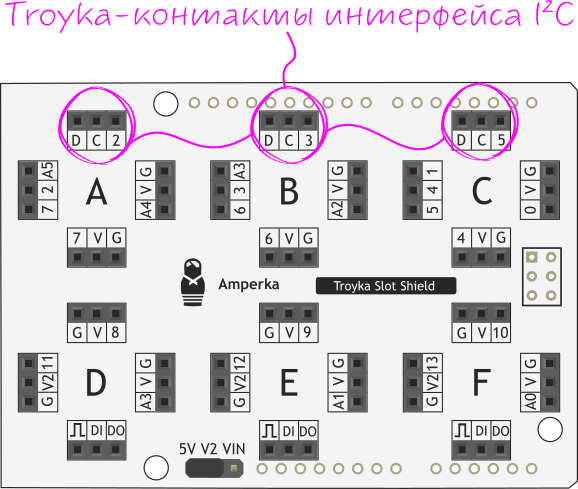 Troyka-контакты интерфейса I²C
D C 2
D C 3
D C 5
7 2 A5
A
A4 V G
6 3 A3
B
A2 V G
5 4 1
C
0 V G
7 V G
6 V G
4 V G
Amperka
Troyka Slot Shield
G V 8
G V 9
G V 10
G V2 11
D
A3 V G
G V2 12
E
A1 V G
G V2 13
F
A0 V G
DI DO
DI DO
DI DO
5V V2 VIN